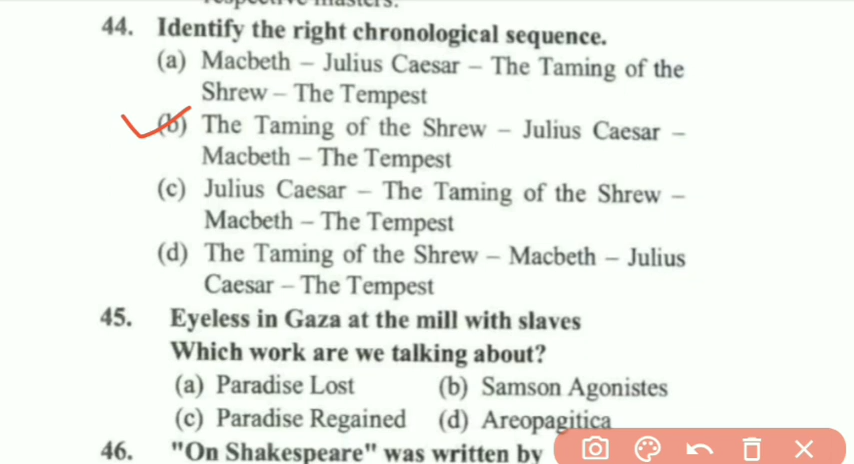 respective masters.
44. Identify the right chronological sequence.
(a) Macbeth – Julius Caesar – The Taming of the
Shrew – The Tempest
(b) The Taming of the Shrew – Julius Caesar –
Macbeth – The Tempest
(c) Julius Caesar – The Taming of the Shrew –
Macbeth – The Tempest
(d) The Taming of the Shrew – Macbeth – Julius
Caesar – The Tempest
45. Eyeless in Gaza at the mill with slaves
Which work are we talking about?
(a) Paradise Lost (b) Samson Agonistes
(c) Paradise Regained (d) Areopagitica
46. "On Shakespeare" was written by